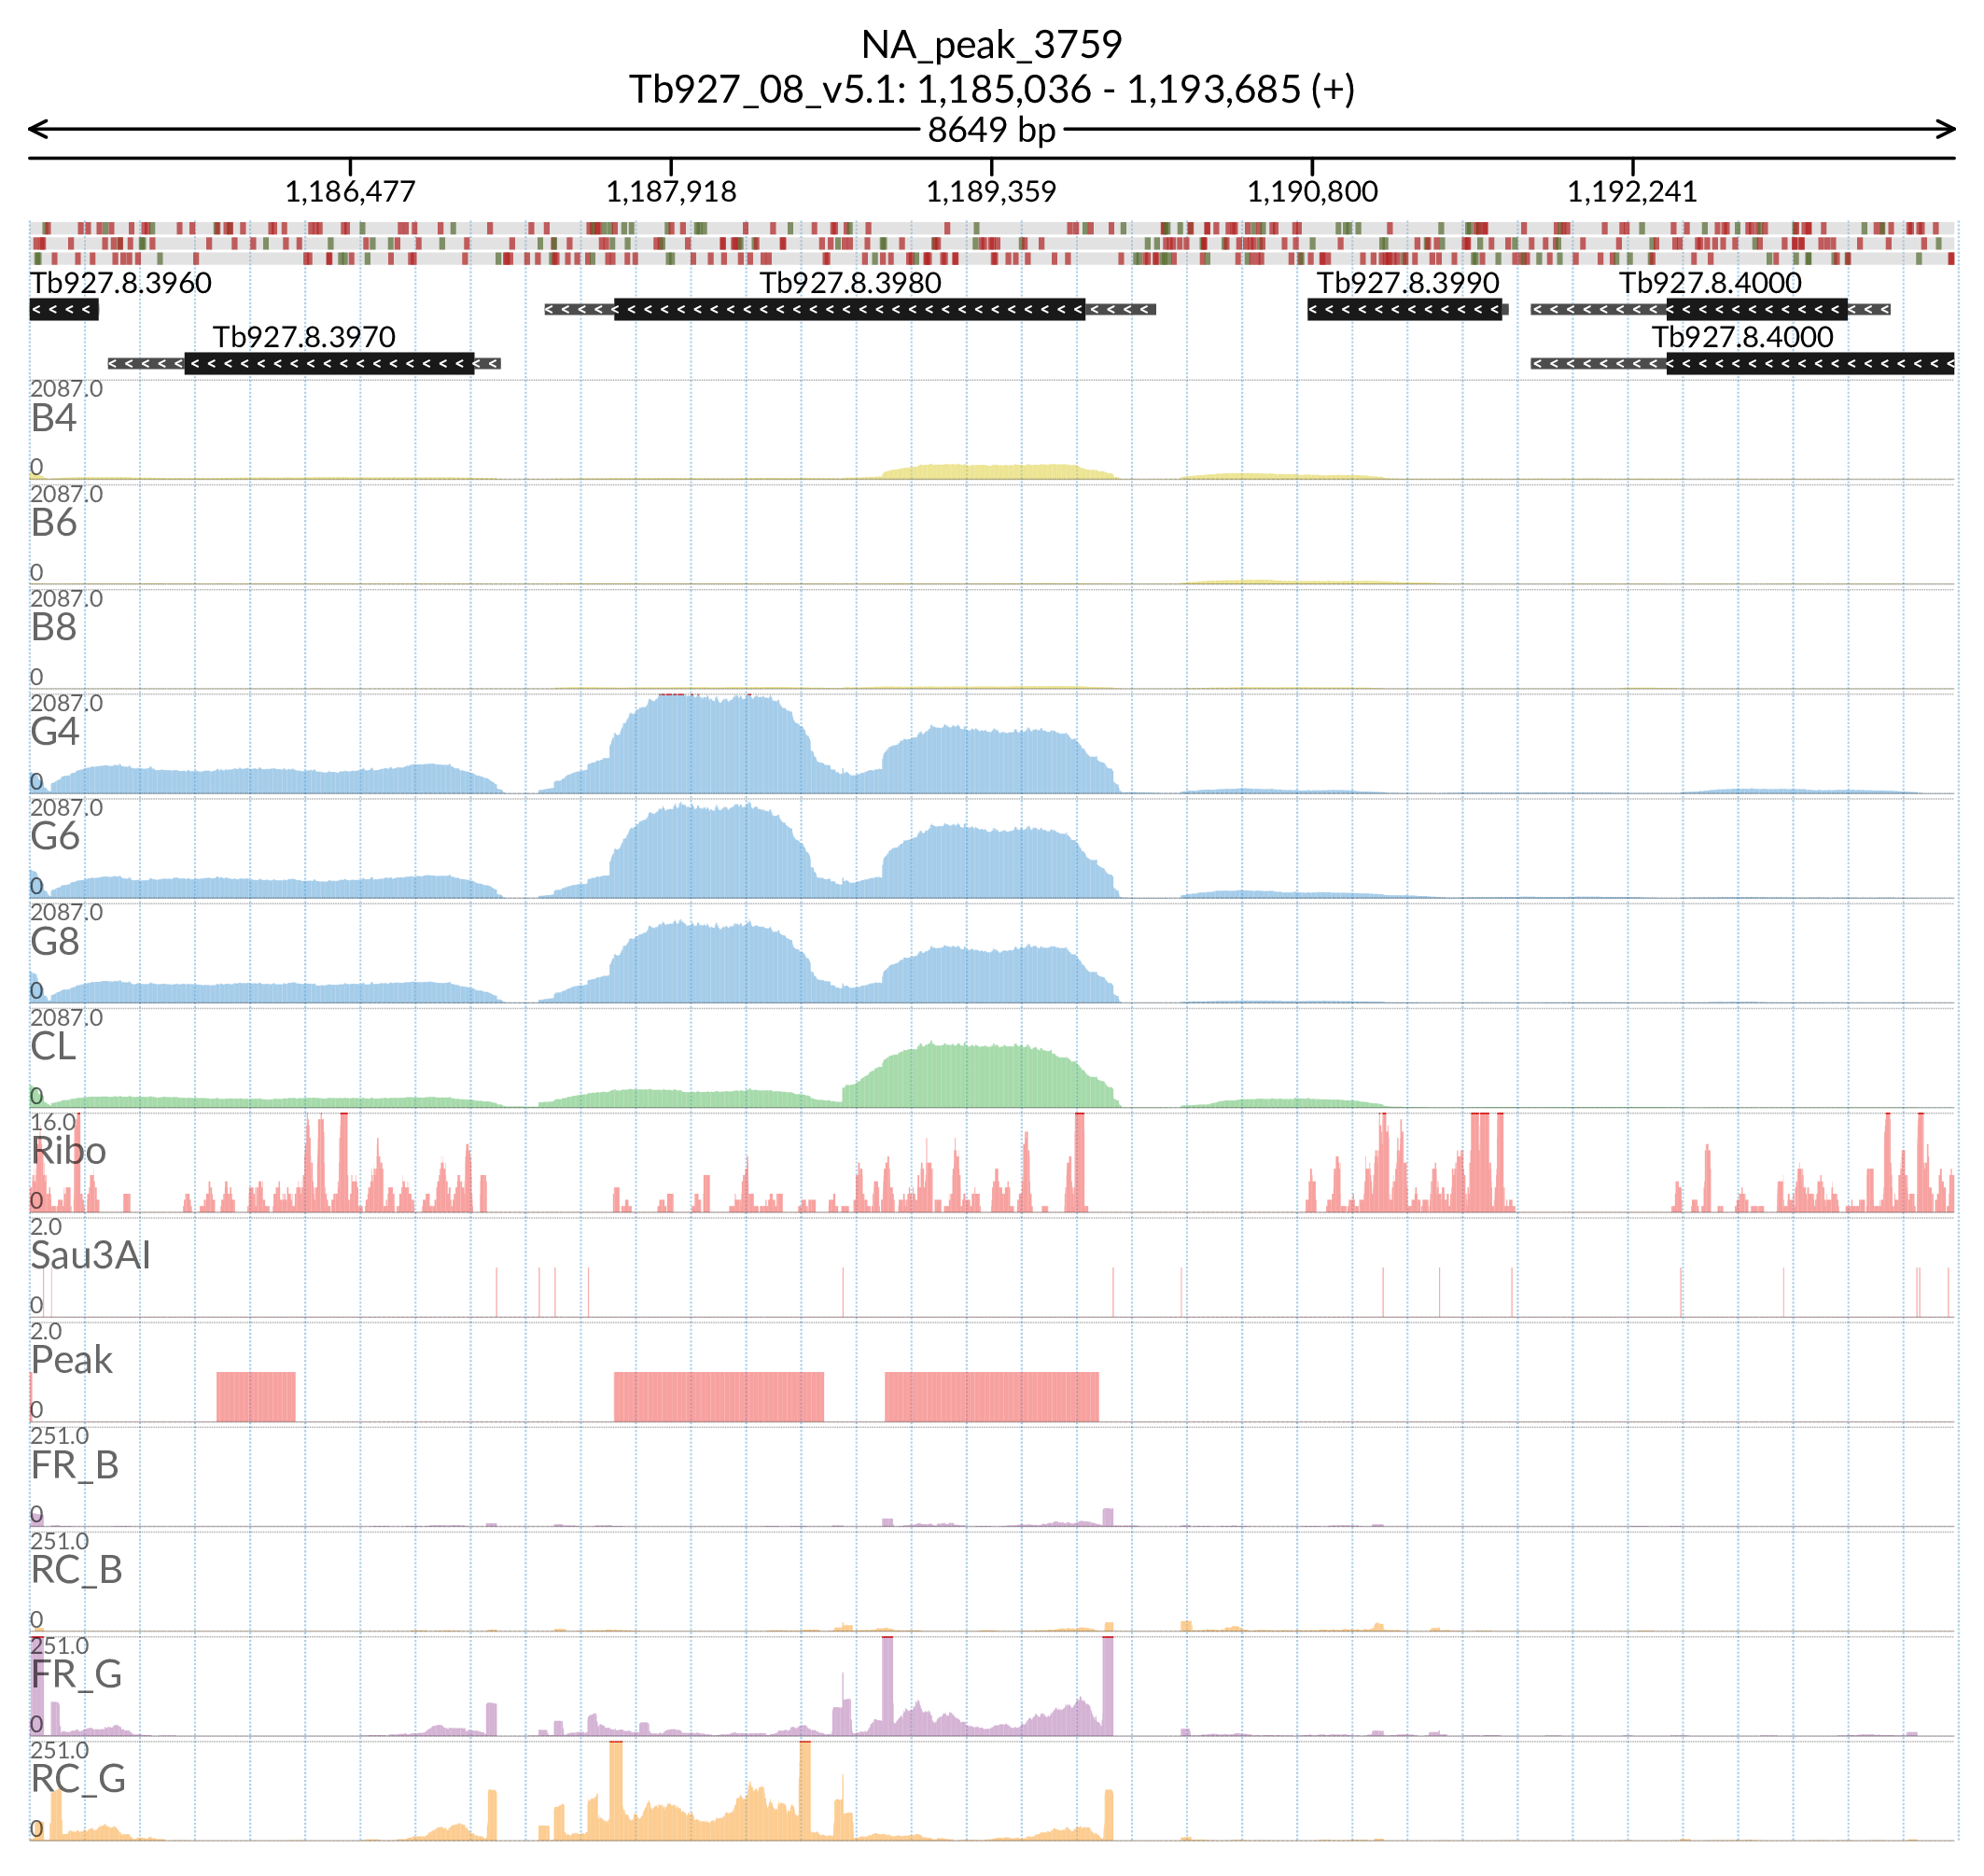 NA_peak_3759
Tb927_08_v5.1: 1,185,036 - 1,193,685 (+)
8649 bp
1,186,477 1,187,918 1,189,359 1,190,800 1,192,241
Tb927.8.3960 Tb927.8.3980 Tb927.8.3990 Tb927.8.4000
Tb927.8.3970 Tb927.8.4000
2087.0
B4
0
2087.0
B6
0
2087.0
B8
0
2087.0
G4
0
2087.0
G6
0
2087.0
G8
0
2087.0
CL
0
16.0
Ribo
0
2.0
Sau3AI
0
2.0
Peak
0
251.0
FR_B
0
251.0
RC_B
0
251.0
FR_G
0
251.0
RC_G
0